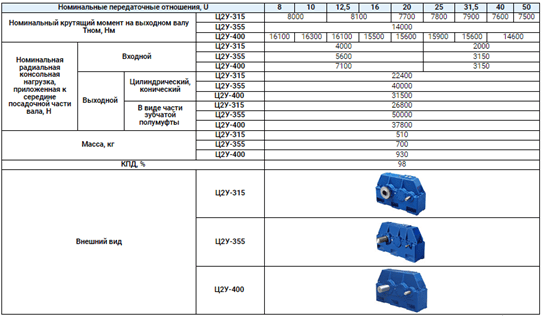 Номинальные передаточные отношения, U 8 10 12,5 16 20 25 31,5 40 50
Номинальный крутящий момент на выходном валу Тном, Нм Ц2У-315 8000 8100 7700 7800 7900 7600 7500
Ц2У-355 14000
Ц2У-400 16100 16300 16100 15500 15600 15900 15600 14600
Номинальная радиальная консольная нагрузка, приложенная к середине посадочной части вала, Н Входной Ц2У-315 4000 2000
Ц2У-355 5600 3150
Ц2У-400 7100 3150
Выходной Цилиндрический, конический Ц2У-315 22400
Ц2У-355 40000
Ц2У-400 31500
В виде части зубчатой полумуфты Ц2У-315 26800
Ц2У-355 50000
Ц2У-400 37800
Масса, кг Ц2У-315 510
Ц2У-355 700
Ц2У-400 930
КПД, % 98
Внешний вид Ц2У-315
Ц2У-355
Ц2У-400